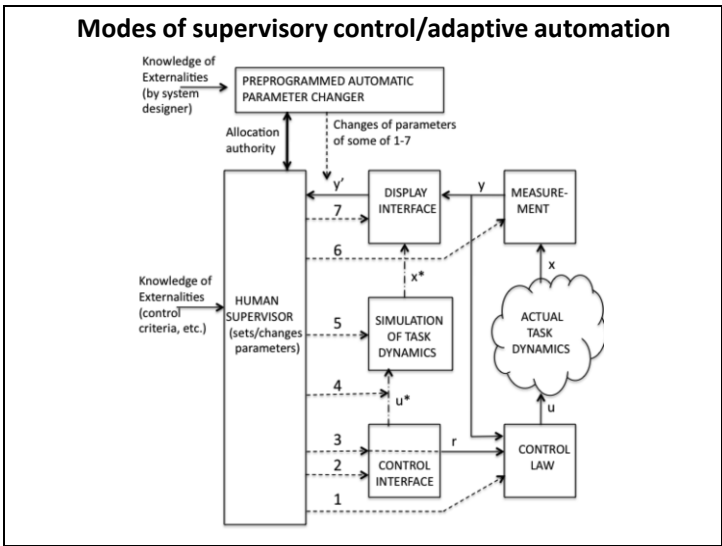 Modes of supervisory control/adaptive automation
Knowledge of
Externalities
(by system
designer)
PREPROGRAMMED AUTOMATIC
PARAMETER CHANGER
Allocation
authority
Changes of parameters
of some of 1-7
y'
DISPLAY
INTERFACE
y
MEASURE-
MENT
7
6
x*
x
Knowledge of
Externalities
(control
criteria, etc.)
HUMAN
SUPERVISOR
(sets/changes
parameters)
5
SIMULATION
OF TASK
DYNAMICS
ACTUAL
TASK
DYNAMICS
4
u*
u
3
r
2
CONTROL
INTERFACE
CONTROL
LAW
1